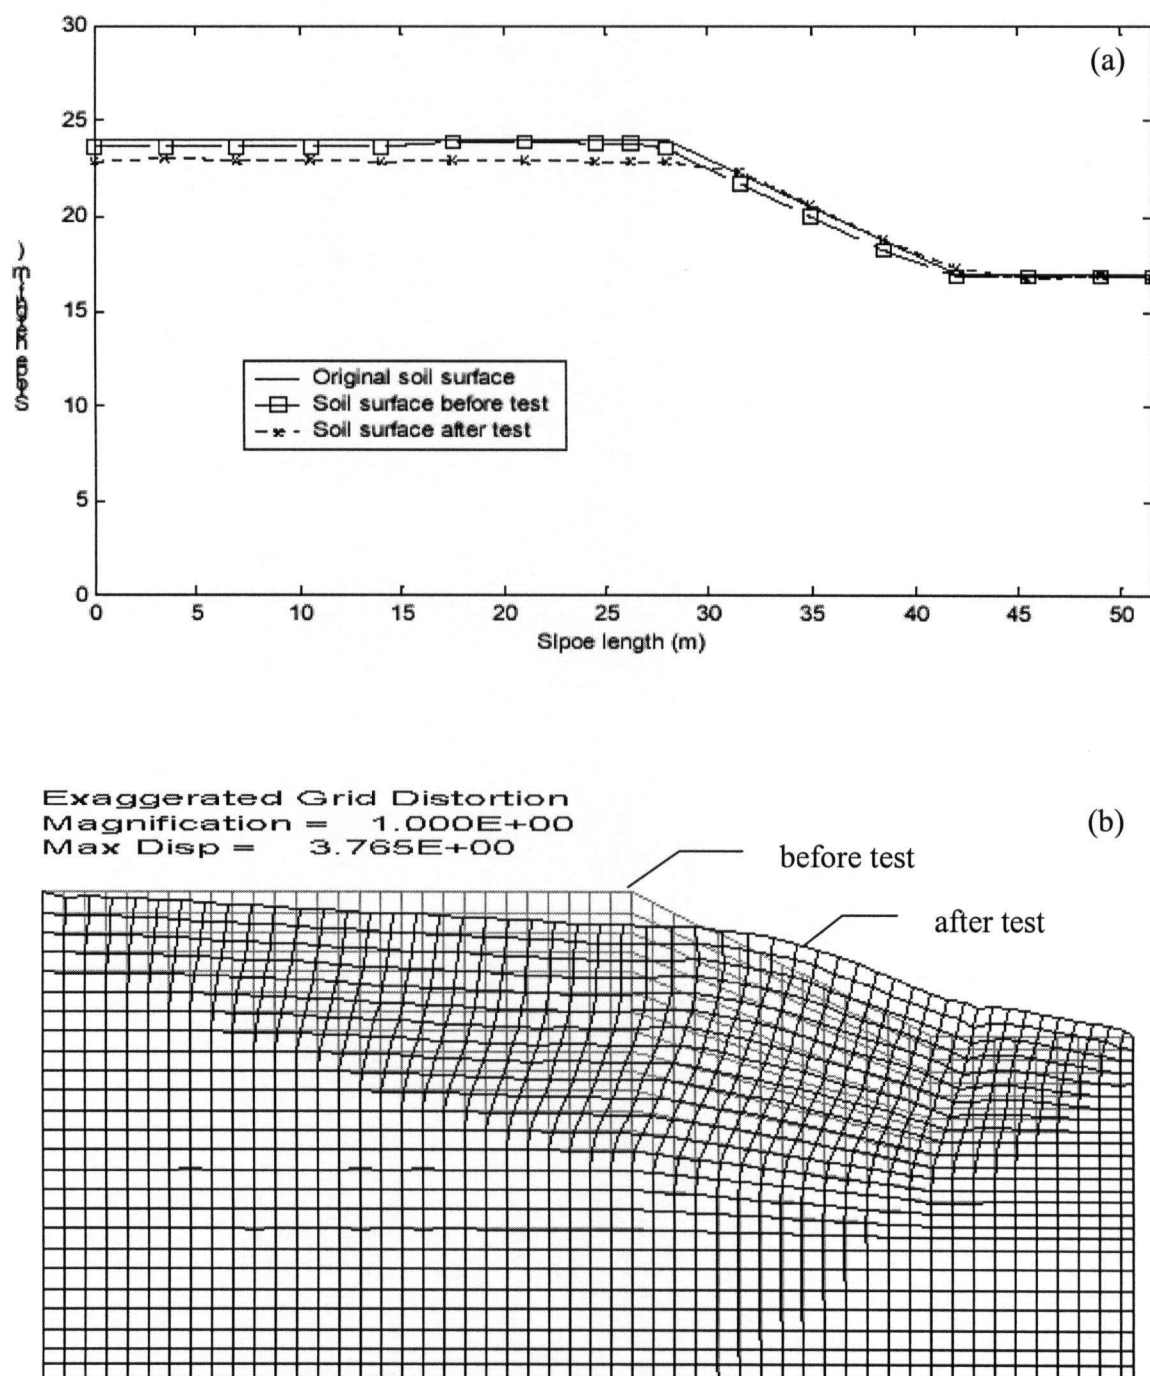 (a)
30
25
20
15
10
5
0
Original soil surface
Soil surface before test
Soil surface after test
0 5 10 15 20 25 30 35 40 45 50
Slpoe length (m)
Exaggerated Grid Distortion
Magnification = 1.000E+00
Max Disp = 3.765E+00
(b)
before test
after test